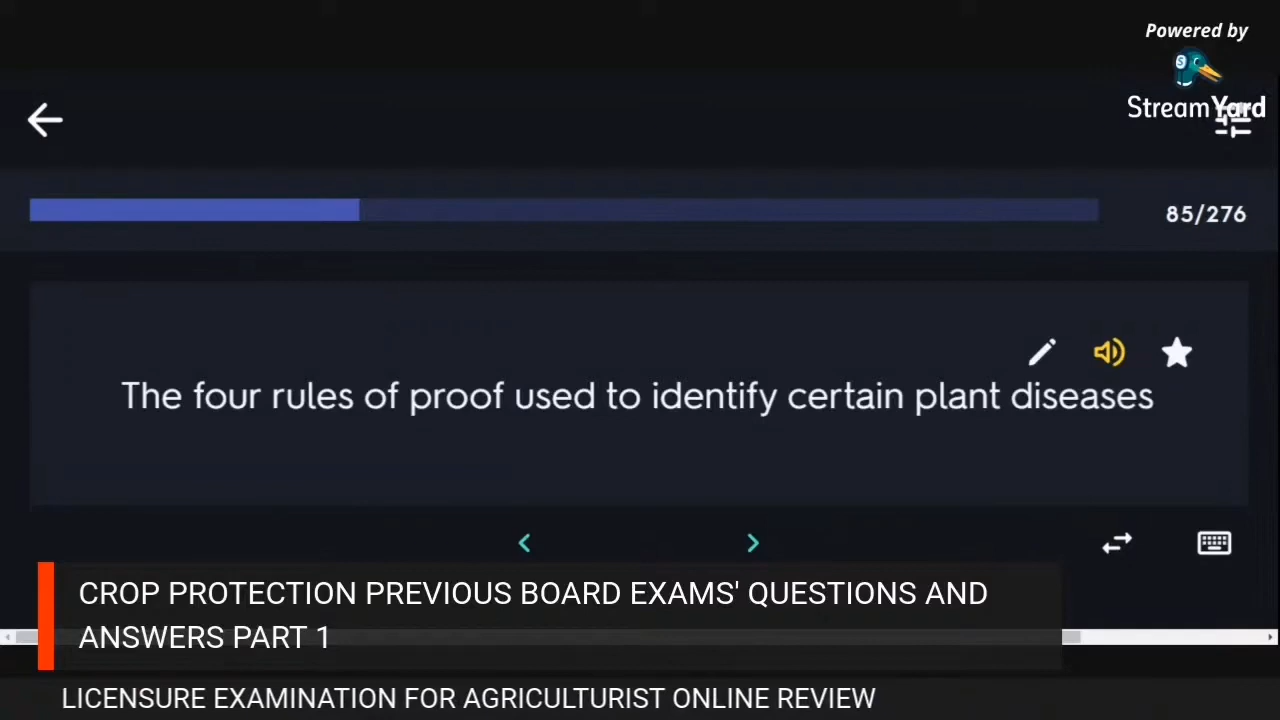 Powered by
StreamYard
85/276
The four rules of proof used to identify certain plant diseases
CROP PROTECTION PREVIOUS BOARD EXAMS' QUESTIONS AND
ANSWERS PART 1
LICENSURE EXAMINATION FOR AGRICULTURIST ONLINE REVIEW